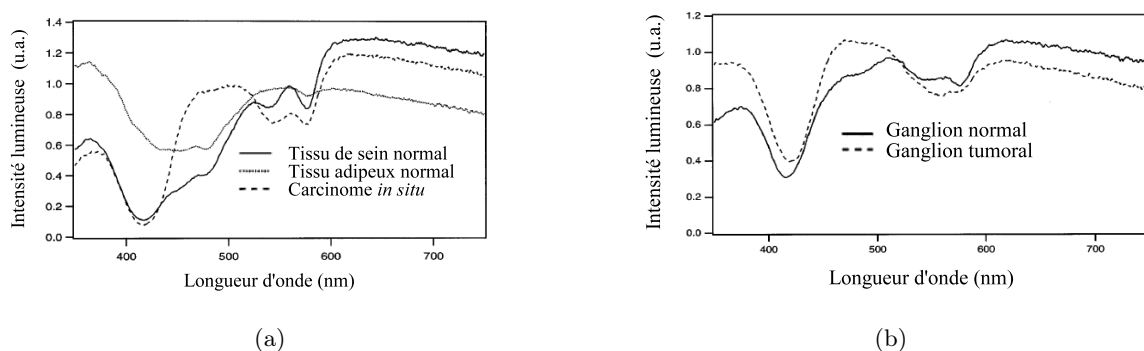 Intensité lumineuse (u.a.)
1.4
1.2
1.0
0.8
0.6
0.4
0.2
0.0
Tissu de sein normal
Tissu adipeux normal
Carcinome in situ
400
500
600
700
Longueur d'onde (nm)
(a)
Intensité lumineuse (u.a.)
1.2
1.0
0.8
0.6
0.4
0.2
0.0
Ganglion normal
Ganglion tumoral
400
500
600
700
Longueur d'onde (nm)
(b)